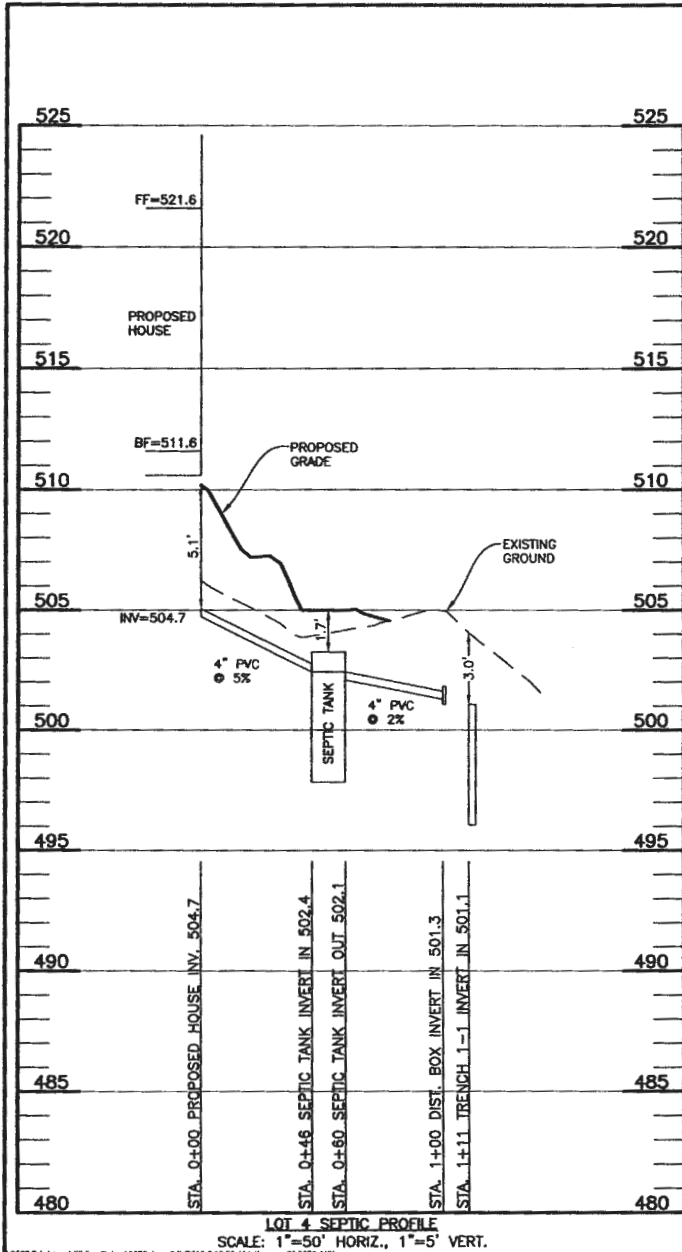 525 525
FF=521.6
520 520
PROPOSED
HOUSE
515 515
BF=511.6
PROPOSED
GRADE
510 510
5.1'
EXISTING
GROUND
505 505
INV=504.7
1.7'
3.0'
4" PVC
@ 5%
SEPTIC TANK
4" PVC
@ 2%
500 500
495 495
STA. 0+00 PROPOSED HOUSE INV. 504.7
STA. 0+46 SEPTIC TANK INVERT IN 502.4
STA. 0+60 SEPTIC TANK INVERT OUT 502.1
STA. 1+00 DIST. BOX INVERT IN 501.3
STA. 1+11 TRENCH 1-1 INVERT IN 501.1
490 490
485 485
480 480
LOT 4 SEPTIC PROFILE
SCALE: 1"=50' HORIZ., 1"=5' VERT.